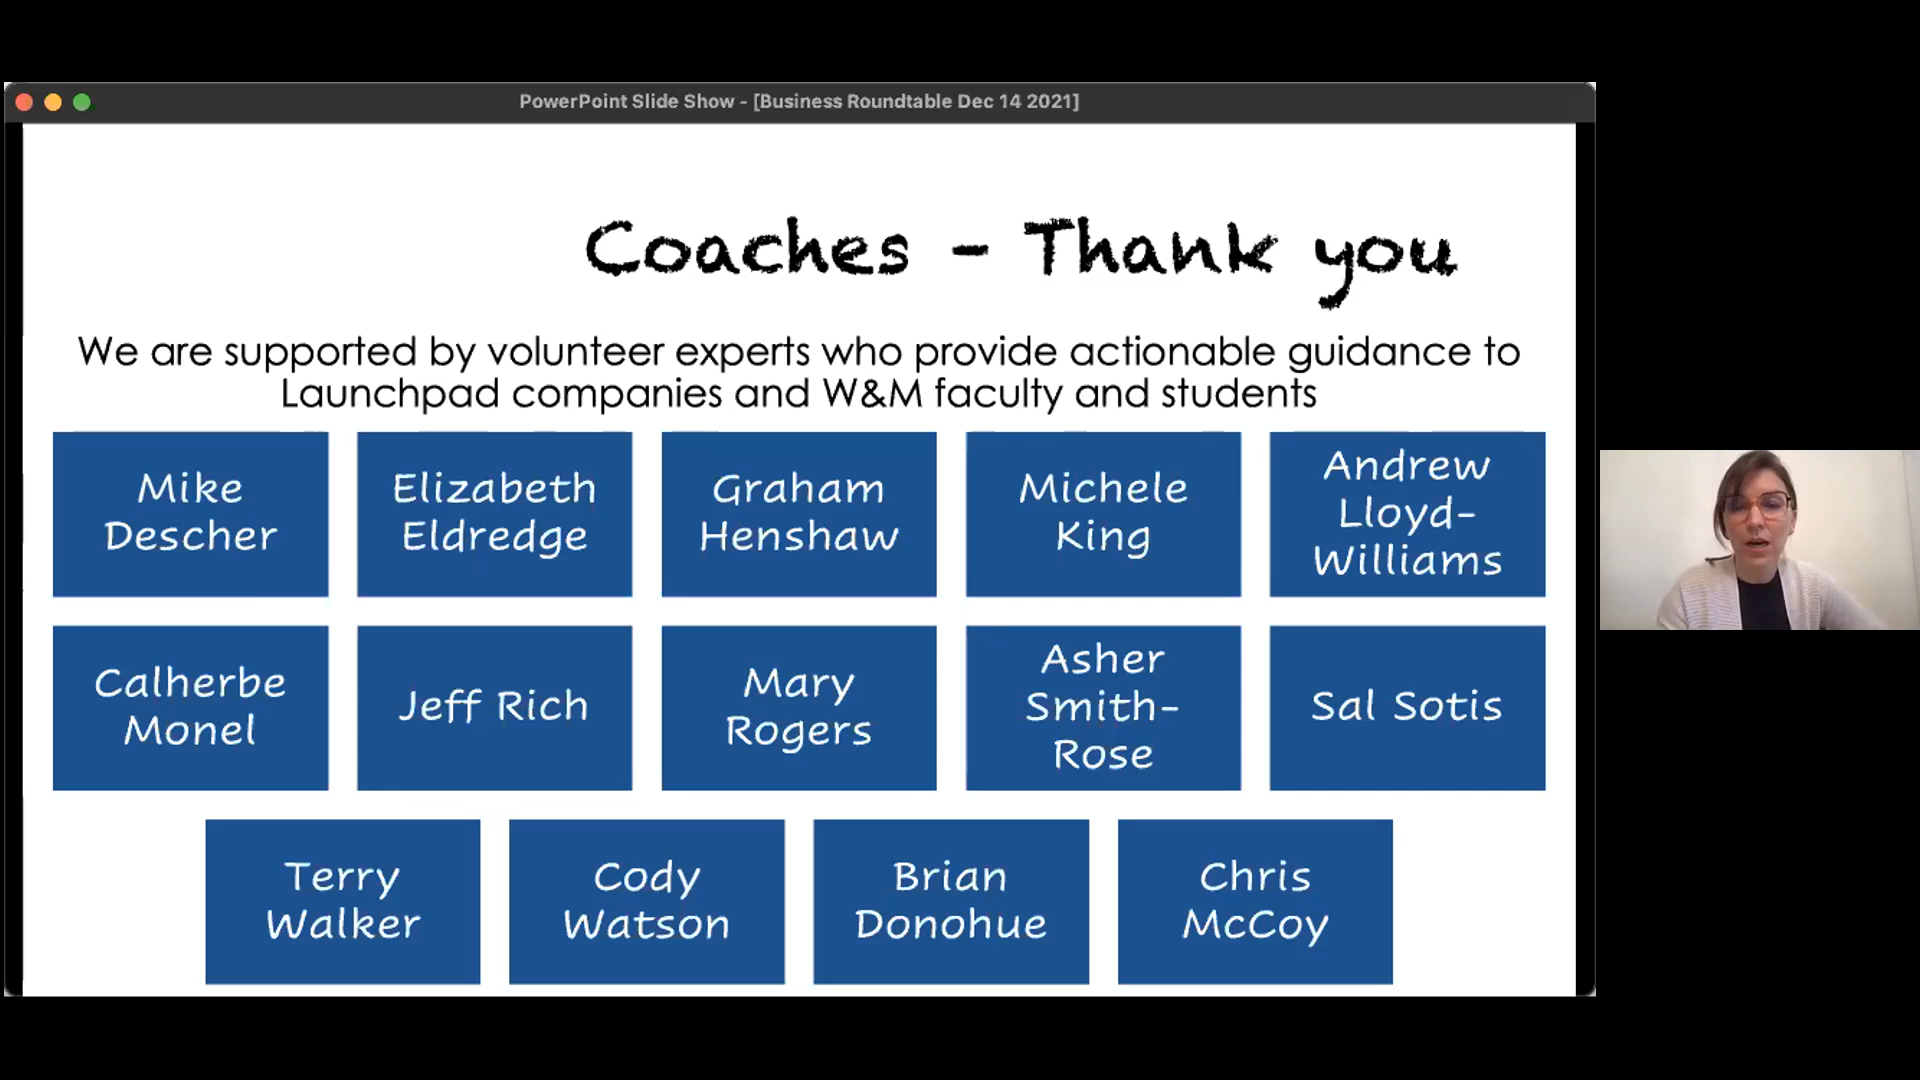 PowerPoint Slide Show - [Business Roundtable Dec 14 2021]
Coaches - Thank you
We are supported by volunteer experts who provide actionable guidance to
Launchpad companies and W&M faculty and students
Mike
Descher
Elizabeth
Eldredge
Graham
Henshaw
Michele
King
Andrew
Lloyd-
Williams
Calherbe
Monel
Jeff Rich
Mary
Rogers
Asher
Smith-
Rose
Sal Sotis
Terry
Walker
Cody
Watson
Brian
Donohue
Chris
McCoy